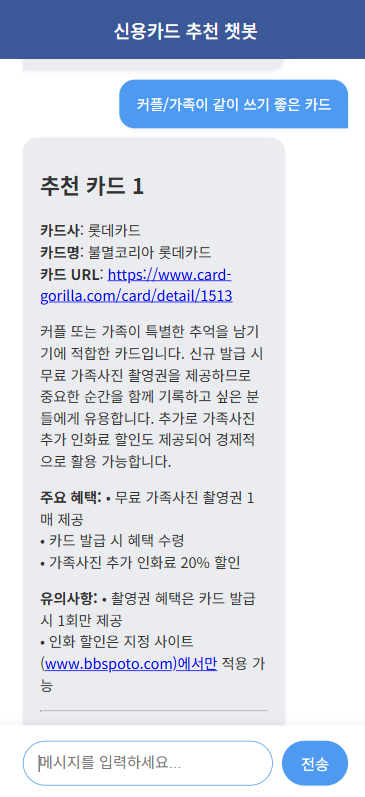 신용카드 추천 챗봇
커플/가족이 같이 쓰기 좋은 카드
추천 카드 1
카드사: 롯데카드
카드명: 불멸코리아 롯데카드
카드 URL: https://www.card-
gorilla.com/card/detail/1513
커플 또는 가족이 특별한 추억을 남기
기에 적합한 카드입니다. 신규 발급 시
무료 가족사진 촬영권을 제공하므로
중요한 순간을 함께 기록하고 싶은 분
들에게 유용합니다. 추가로 가족사진
추가 인화료 할인도 제공되어 경제적
으로 활용 가능합니다.
주요 혜택: • 무료 가족사진 촬영권 1
매 제공
• 카드 발급 시 혜택 수령
• 가족사진 추가 인화료 20% 할인
유의사항: • 촬영권 혜택은 카드 발급
시 1회만 제공
• 인화 할인은 지정 사이트
(www.bbspoto.com)에서만 적용 가
능
메시지를 입력하세요...
전송